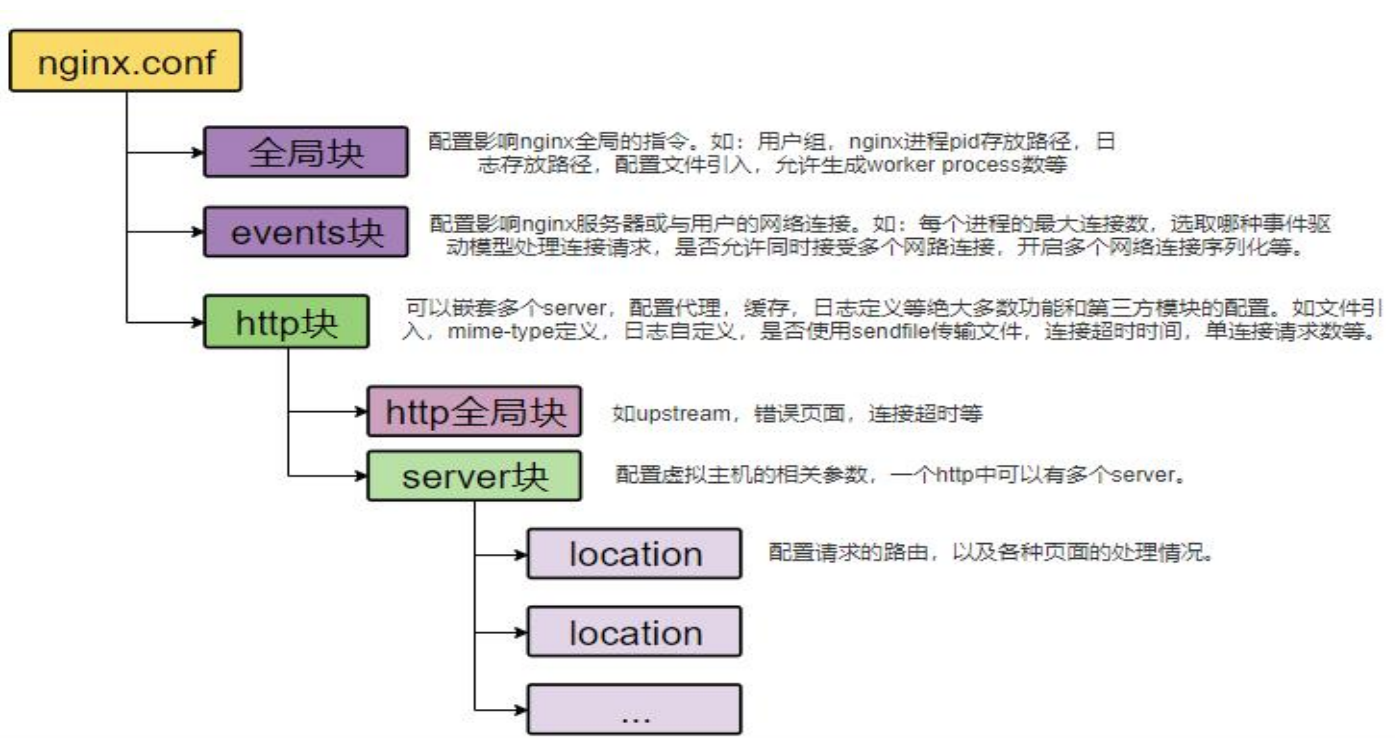 nginx.conf
全局块
配置影响nginx全局的指令。如：用户组，nginx进程pid存放路径，日
志存放路径，配置文件引入，允许生成worker process数等
events块
配置影响nginx服务器或与用户的网络连接。如：每个进程的最大连接数，选取哪种事件驱
动模型处理连接请求，是否允许同时接受多个网路连接，开启多个网络连接序列化等。
http块
可以嵌套多个server，配置代理，缓存，日志定义等绝大多数功能和第三方模块的配置。如文件引
入，mime-type定义，日志自定义，是否使用sendfile传输文件，连接超时时间，单连接请求数等。
http全局块
如upstream，错误页面，连接超时等
server块
配置虚拟主机的相关参数，一个http中可以有多个server。
location
配置请求的路由，以及各种页面的处理情况。
location
...